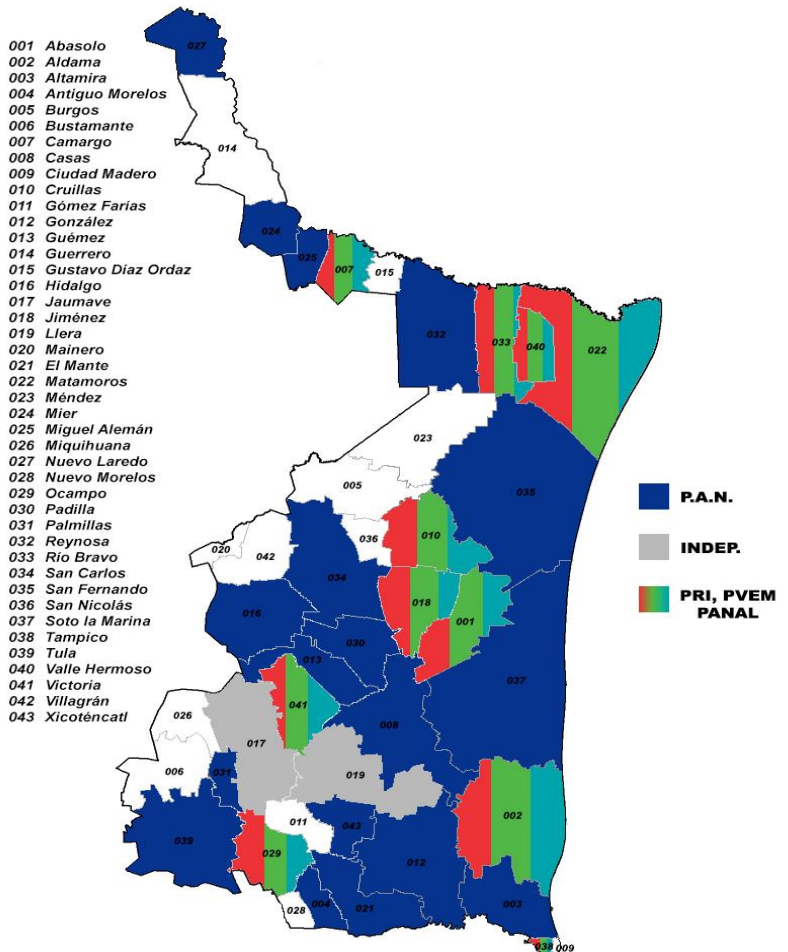 001 Abasolo
002 Aldama
003 Altamira
004 Antiguo Morelos
005 Burgos
006 Bustamante
007 Camargo
008 Casas
009 Ciudad Madero
010 Cruillas
011 Gómez Farías
012 González
013 Guémez
014 Guerrero
015 Gustavo Díaz Ordaz
016 Hidalgo
017 Jaumave
018 Jiménez
019 Llera
020 Mainero
021 El Mante
022 Matamoros
023 Méndez
024 Mier
025 Miguel Alemán
026 Miquihuana
027 Nuevo Laredo
028 Nuevo Morelos
029 Ocampo
030 Padilla
031 Palmillas
032 Reynosa
033 Río Bravo
034 San Carlos
035 San Fernando
036 San Nicolás
037 Soto la Marina
038 Tampico
039 Tula
040 Valle Hermoso
041 Victoria
042 Villagrán
043 Xicoténcatl
027
014
024
025
007
015
032
033
040
022
023
005
035
010
036
020
042
034
018
001
016
030
013
037
041
026
017
008
006
031
019
002
011
043
039
029
012
028
004
021
003
038 009
P.A.N.
INDEP.
PRI, PVEM
PANAL